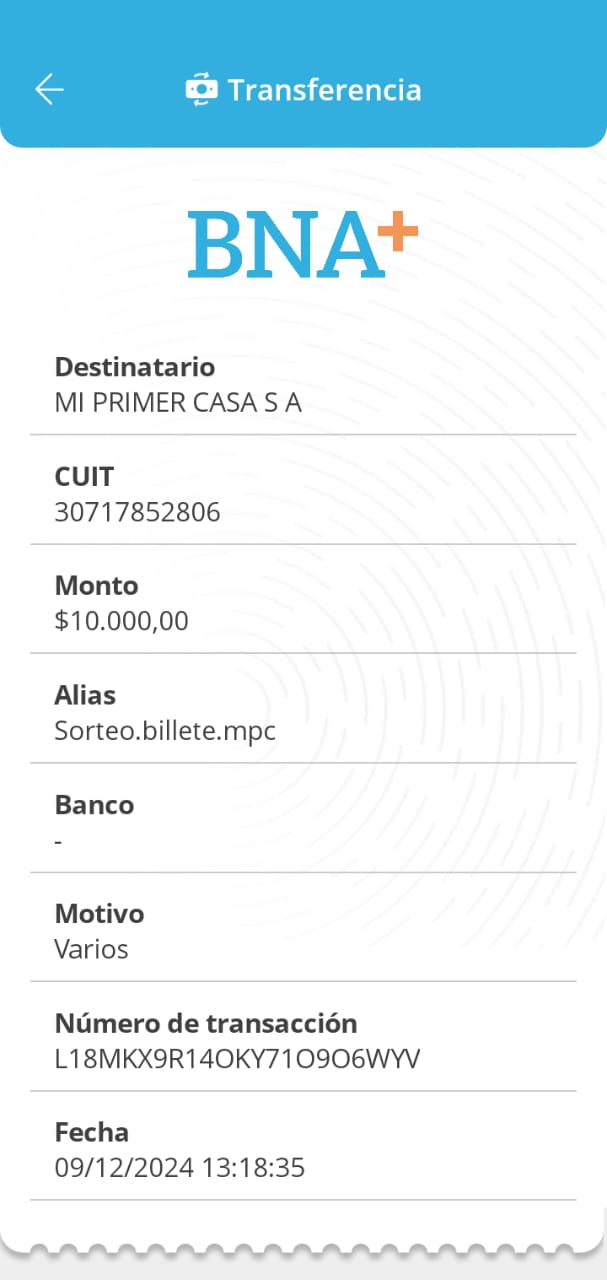 Transferencia
BNA+
Destinatario
MI PRIMER CASA S A
CUIT
30717852806
Monto
$10.000,00
Alias
Sorteo.billete.mpc
Banco
-
Motivo
Varios
Número de transacción
L18MKX9R14OKY71O9O6WYV
Fecha
09/12/2024 13:18:35